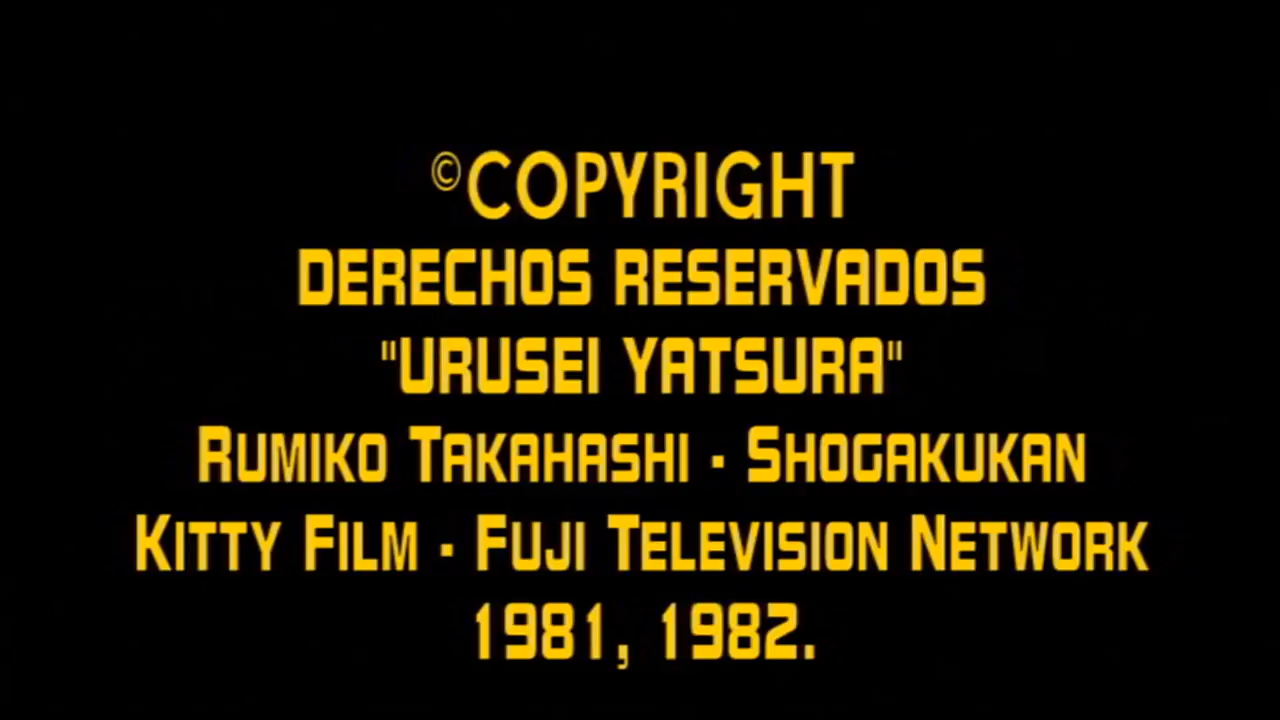 ©COPYRIGHT
DERECHOS RESERVADOS
"URUSEI YATSURA"
RUMIKO TAKAHASHI - SHOGAKUKAN
KITTY FILM - FUJI TELEVISION NETWORK
1981, 1982.